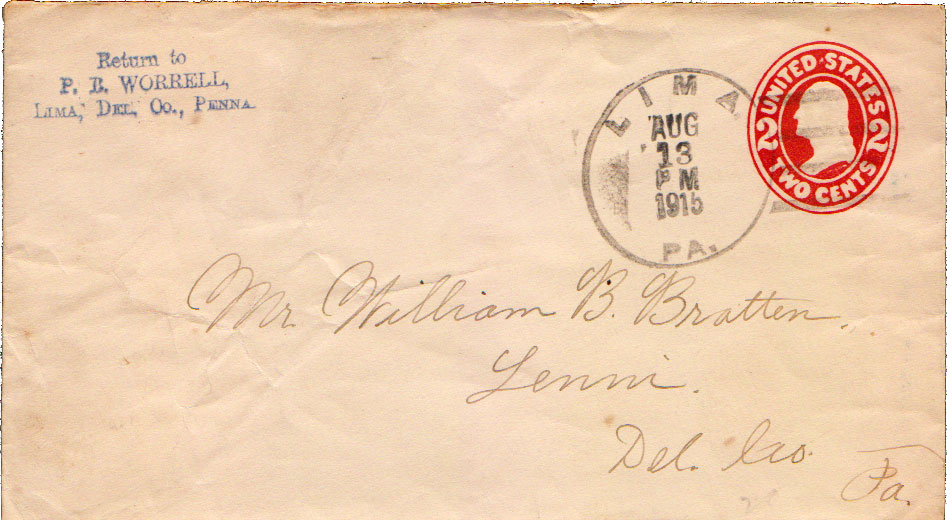 Return to
P. B. WORRELL,
LIMA, DEL. CO., PENNA.
LIMA,
AUG
13
PM
1915
PA.
UNITED STATES
2 2
TWO CENTS
Mr. William B. Bratten,
Lenni.
Del. Co.
Pa.